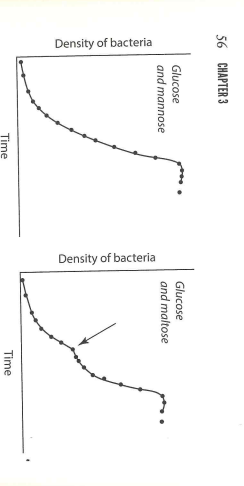 56 CHAPTER 3
Density of bacteria
Glucose
and mannose
Time
Density of bacteria
Glucose
and maltose
Time